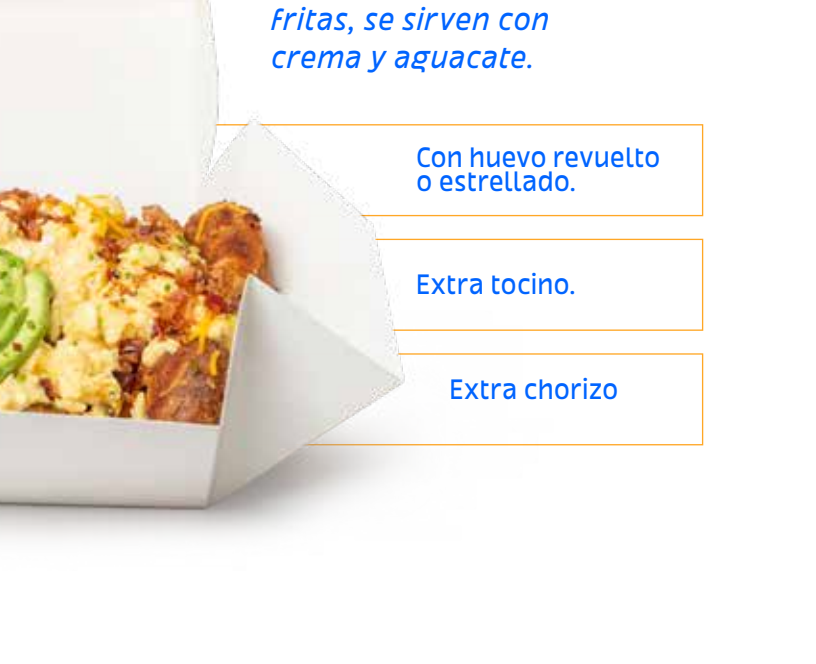 Fritas, se sirven con
crema y aguacate.
Con huevo revuelto
o estrellado.
Extra tocino.
Extra chorizo